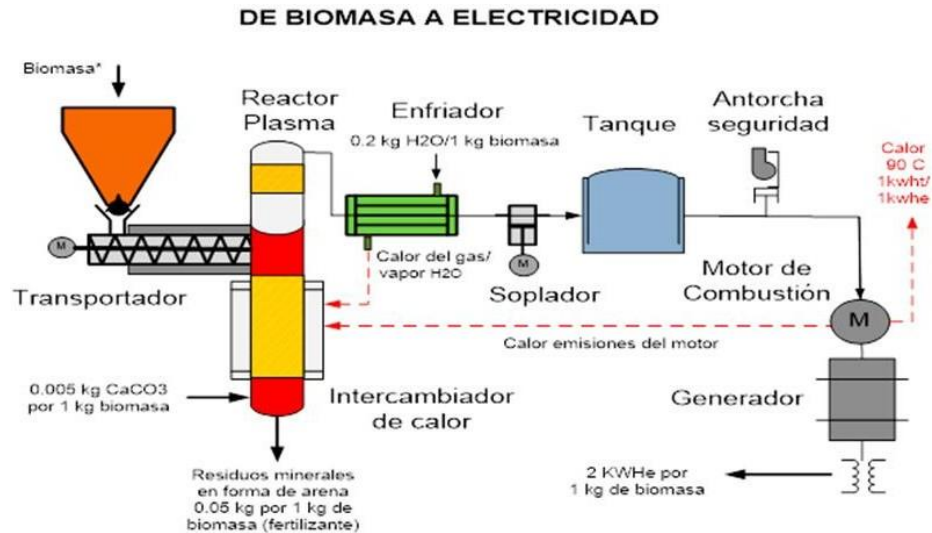 DE BIOMASA A ELECTRICIDAD
Biomasa*
Reactor
Plasma
Enfriador
0.2 kg H2O/1 kg biomasa
Tanque
Antorcha
seguridad
Calor
90 C
1kwht/
1kwhe
M
Transportador
Calor del gas/
vapor H2O
M
Soplador
Motor de
Combustión
M
Calor emisiones del motor
0.005 kg CaCO3
por 1 kg biomasa
Intercambiador
de calor
Generador
Residuos minerales
en forma de arena
0.05 kg por 1 kg de
biomasa (fertilizante)
2 KWHe por
1 kg de biomasa